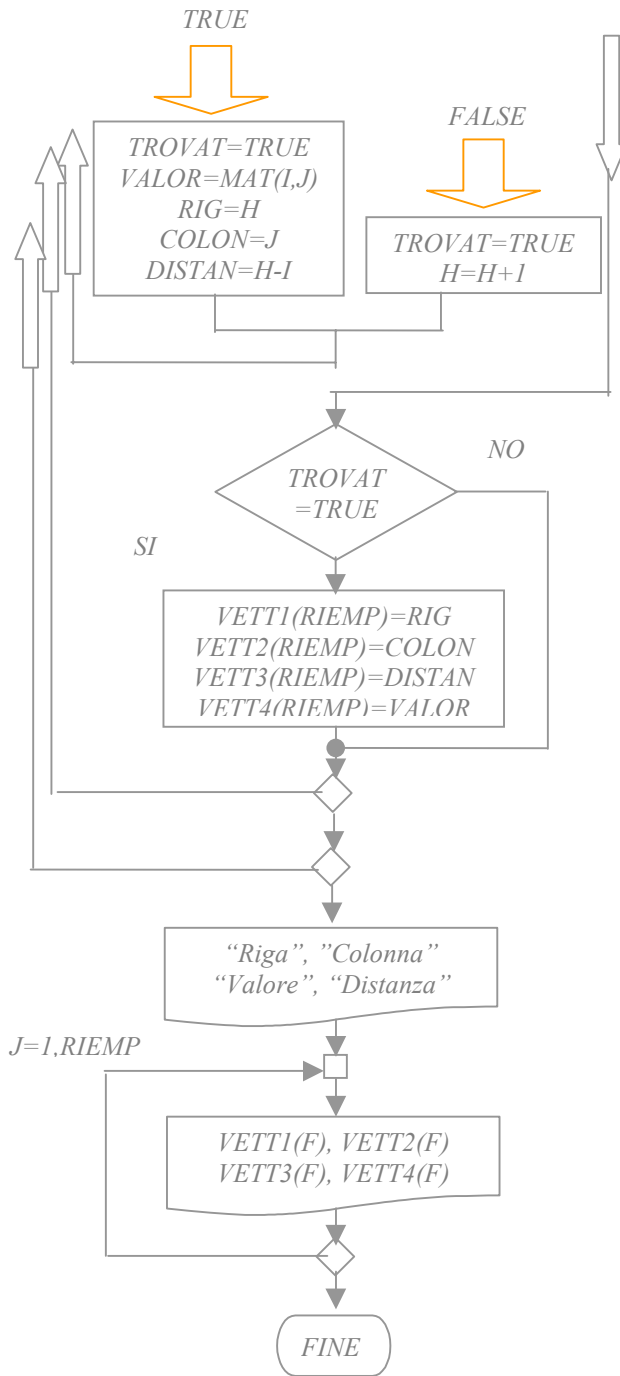 TRUE
FALSE
TROVAT=TRUE
VALOR=MAT(I,J)
RIG=H
COLON=J
DISTAN=H-I
TROVAT=TRUE
H=H+1
NO
TROVAT
=TRUE
SI
VETT1(RIEMP)=RIG
VETT2(RIEMP)=COLON
VETT3(RIEMP)=DISTAN
VETT4(RIEMP)=VALOR
“Riga”, ”Colonna”
“Valore”, “Distanza”
J=1,RIEMP
VETT1(F), VETT2(F)
VETT3(F), VETT4(F)
FINE